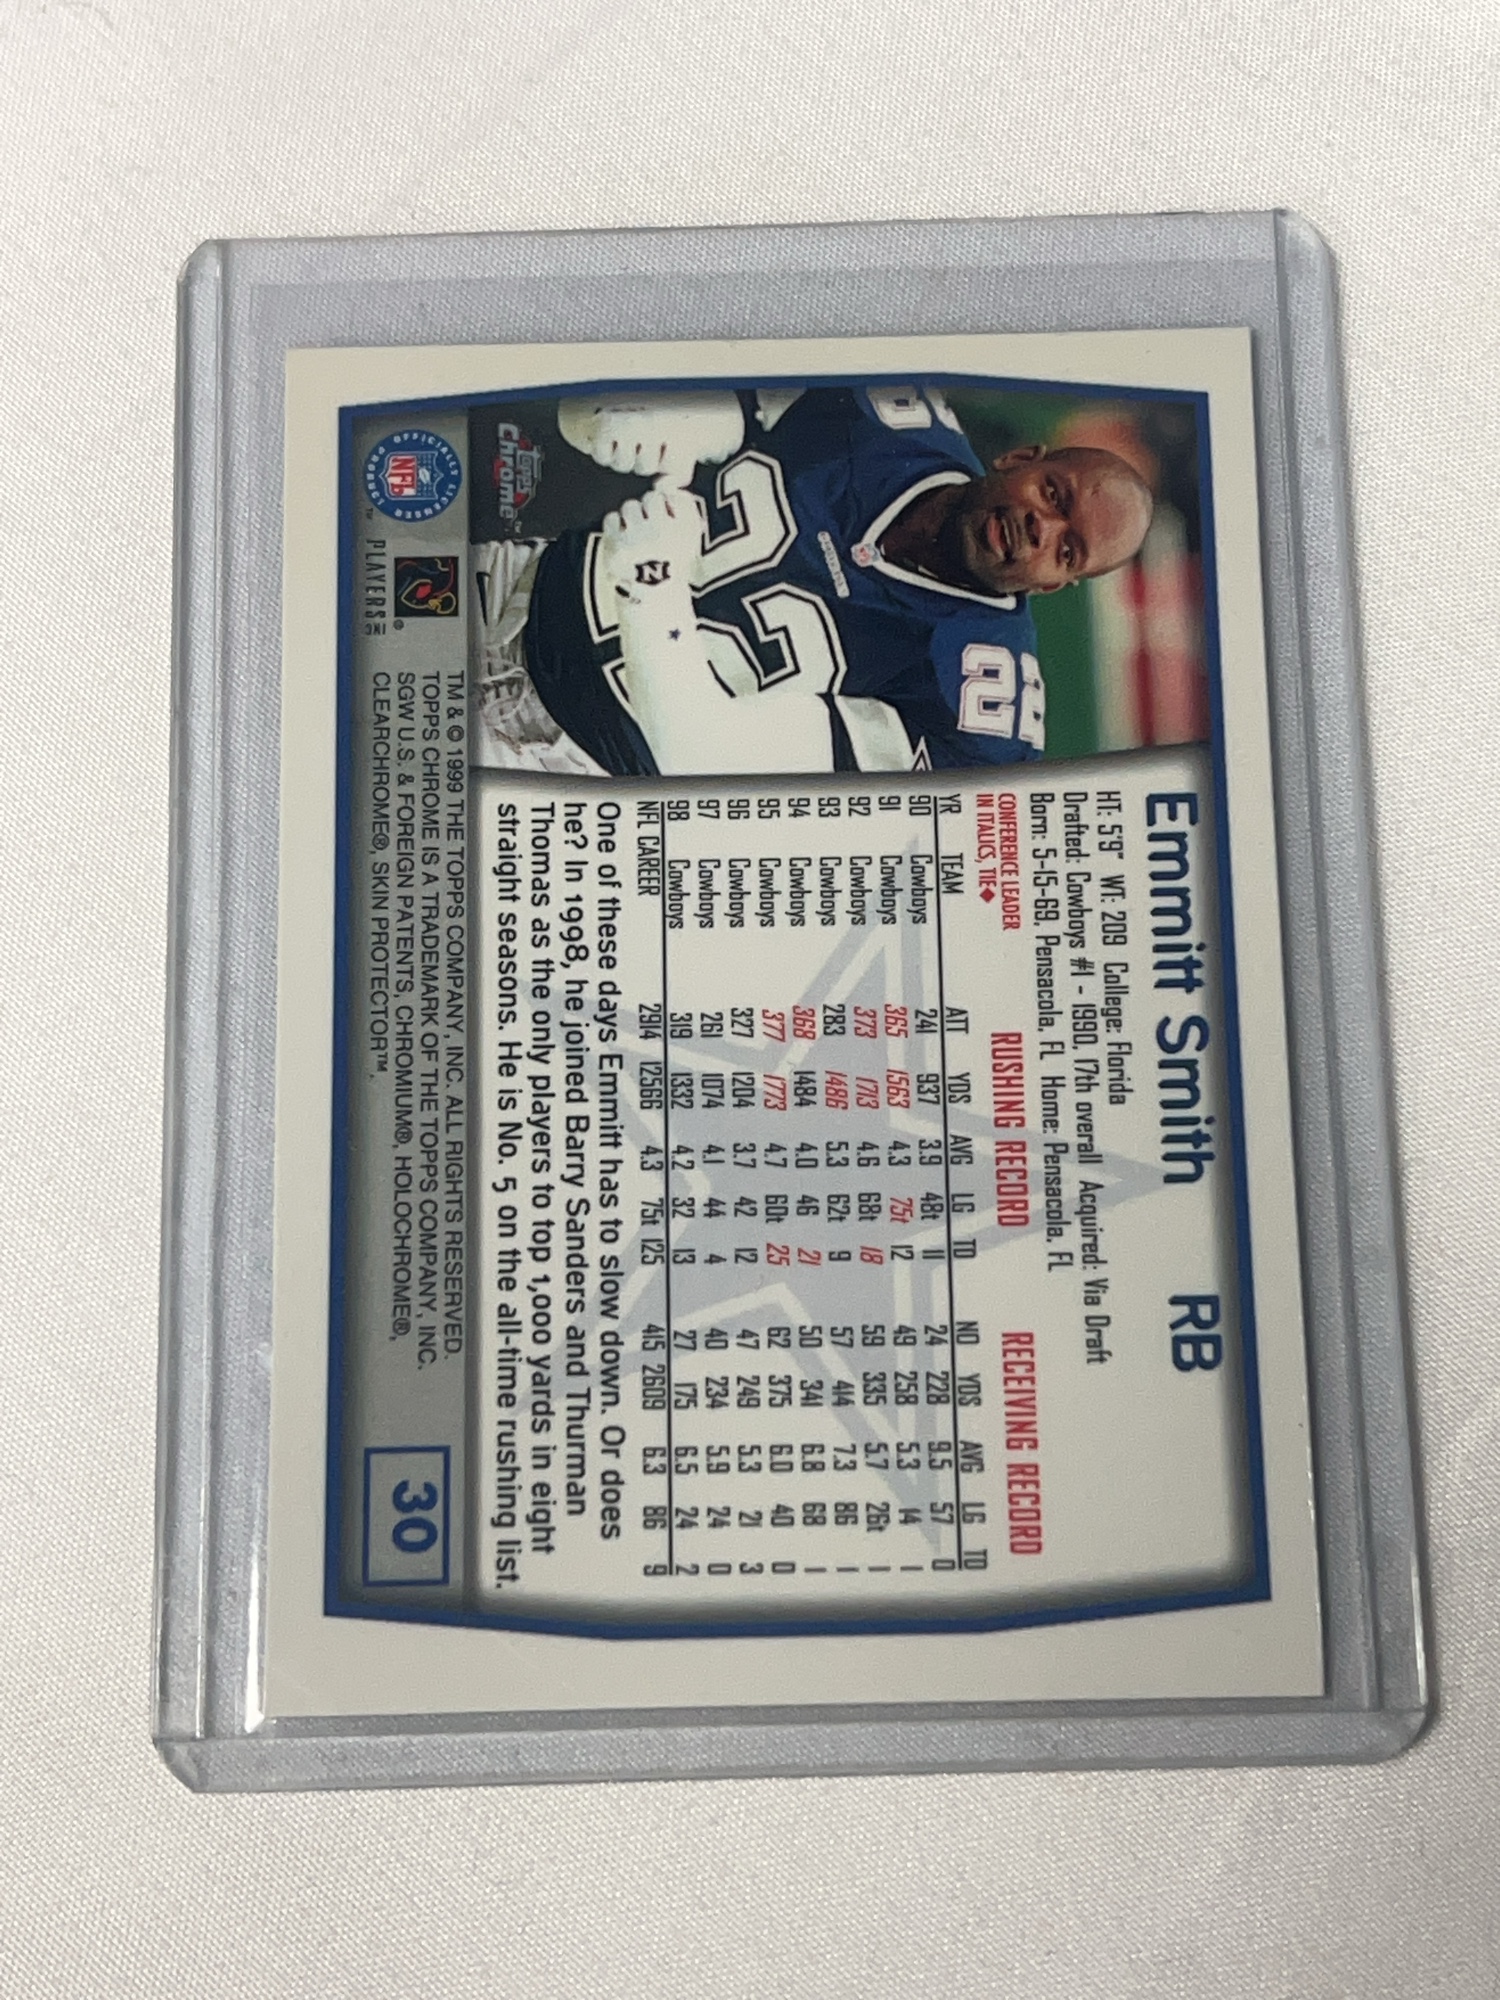 Emmitt Smith RB
HT: 5'9" WT: 209 College: Florida
Drafted: Cowboys #1 - 1990, 17th overall Acquired: Via Draft
Born: 5-15-69, Pensacola, FL Home: Pensacola, FL
CONFERENCE LEADER
IN ITALICS, TIE◆
RUSHING RECORD RECEIVING RECORD
YR TEAM ATT YDS AVG LG TD NO YDS AVG LG TD
90 Cowboys 241 937 3.9 48t 11 24 228 9.5 57 0
91 Cowboys 365 1563 4.3 75t 12 49 258 5.3 14 1
92 Cowboys 373 1713 4.6 68t 18 59 335 5.7 26t 1
93 Cowboys 283 1486 5.3 62t 9 57 414 7.3 86 1
94 Cowboys 368 1484 4.0 46 21 50 341 6.8 68 1
95 Cowboys 377 1773 4.7 60t 25 62 375 6.0 40 0
96 Cowboys 327 1204 3.7 42 12 47 249 5.3 21 3
97 Cowboys 261 1074 4.1 44 4 40 234 5.9 24 0
98 Cowboys 319 1332 4.2 32 13 27 175 6.5 24 2
NFL CAREER 2914 12566 4.3 75t 125 415 2609 6.3 86 9
One of these days Emmitt has to slow down. Or does
he? In 1998, he joined Barry Sanders and Thurman
Thomas as the only players to top 1,000 yards in eight
straight seasons. He is No. 5 on the all-time rushing list.
Topps
Chrome™
22
22
NFL
OFFICIALLY LICENSED PRODUCT
™
PLAYERS INC
®
TM & © 1999 THE TOPPS COMPANY, INC. ALL RIGHTS RESERVED.
TOPPS CHROME IS A TRADEMARK OF THE TOPPS COMPANY, INC.
SGW U.S. & FOREIGN PATENTS, CHROMIUM®, HOLOCHROME®,
CLEARCHROME®, SKIN PROTECTOR™.
30